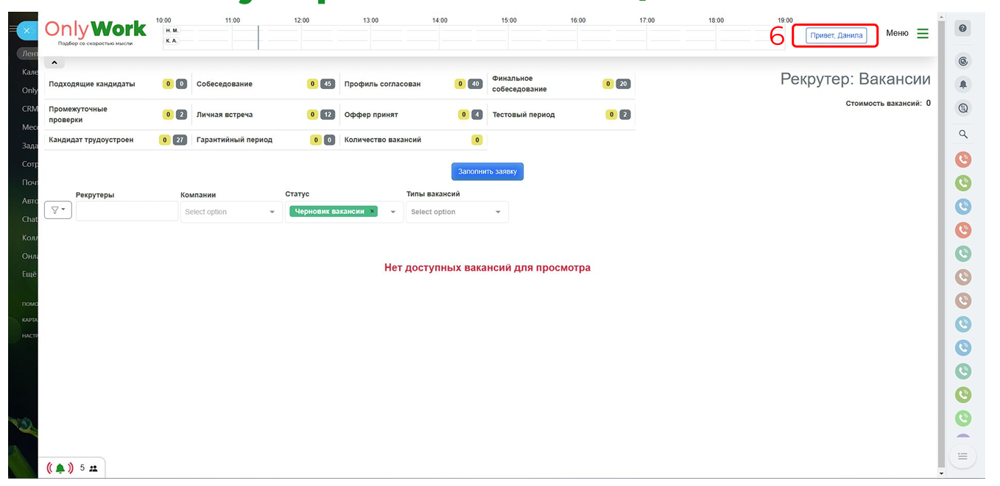 10:00 11:00 12:00 13:00 14:00 15:00 16:00 17:00 18:00 19:00
OnlyWork
Подбор со скоростью мысли
Н. М.
К. А.
6
Привет, Данила
Меню
Лент
Кале
Only
CRM
Месс
Зада
Сотр
Почт
Авто
Chat
Колл
Онла
Ещё
ПОМО
КАРТА
НАСТР
Рекрутер: Вакансии
Стоимость вакансий: 0
Подходящие кандидаты 0 0 Собеседование 0 45 Профиль согласован 0 40 Финальное собеседование 0 20
Промежуточные проверки 0 2 Личная встреча 0 12 Оффер принят 0 4 Тестовый период 0 2
Кандидат трудоустроен 0 27 Гарантийный период 0 0 Количество вакансий 0
Заполнить заявку
Рекрутеры Компании Статус Типы вакансий
Select option Черновик вакансии × Select option
Нет доступных вакансий для просмотра
5